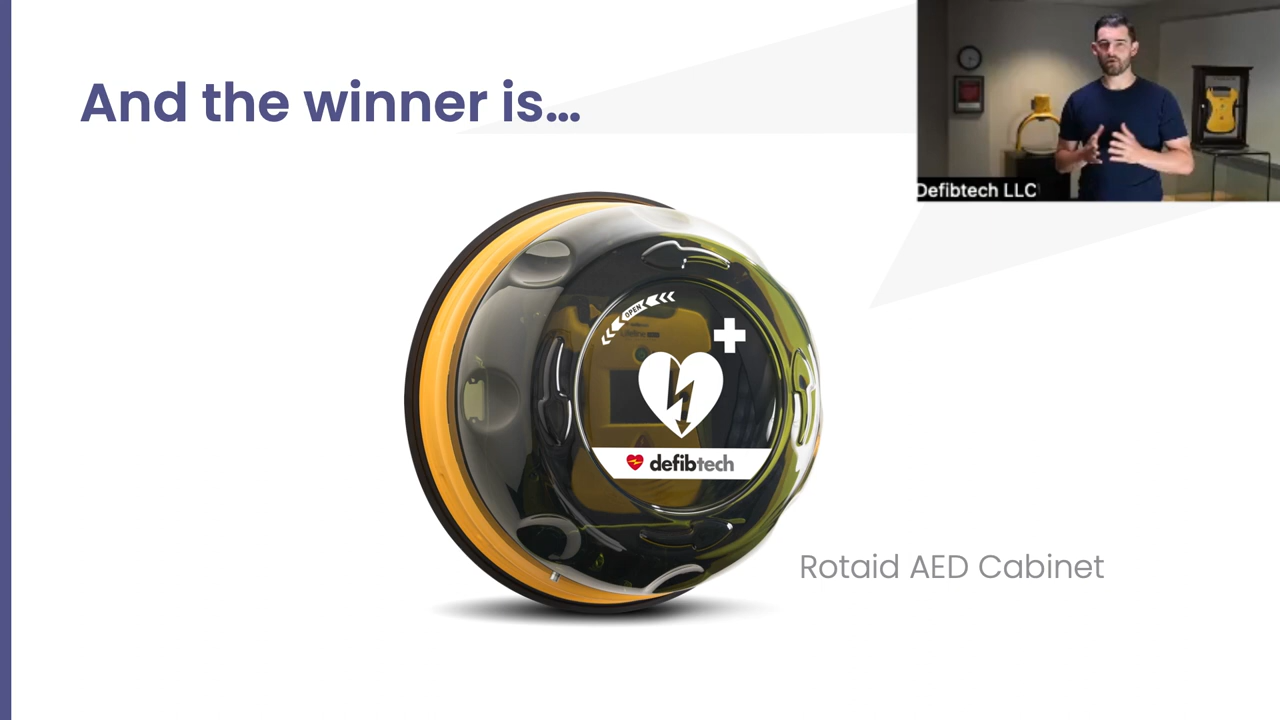 And the winner is...
Defibtech LLC
OPEN
defibtech
Rotaid AED Cabinet